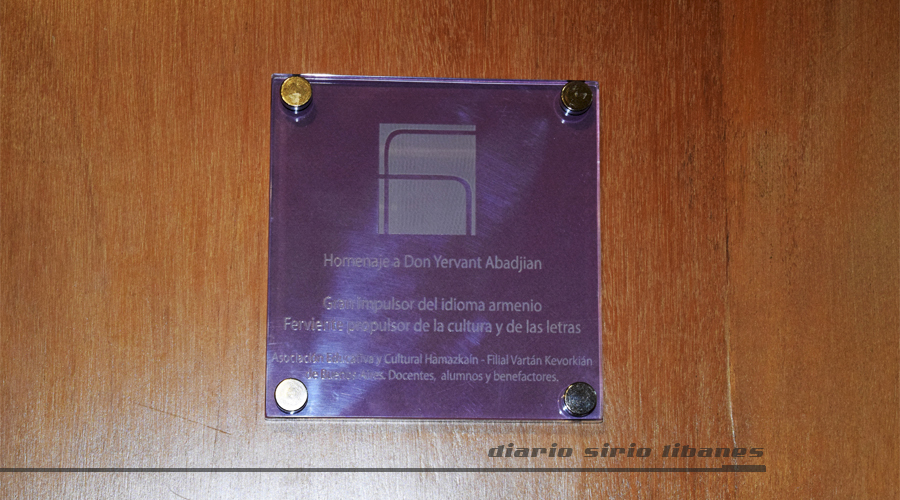 Homenaje a Don Yervant Abadjian
Gran impulsor del idioma armenio
Ferviente propulsor de la cultura y de las letras
Asociación Educativa y Cultural Hamazkaín - Filial Vartán Kevorkián
de Buenos Aires. Docentes, alumnos y benefactores.
diario sirio libanes